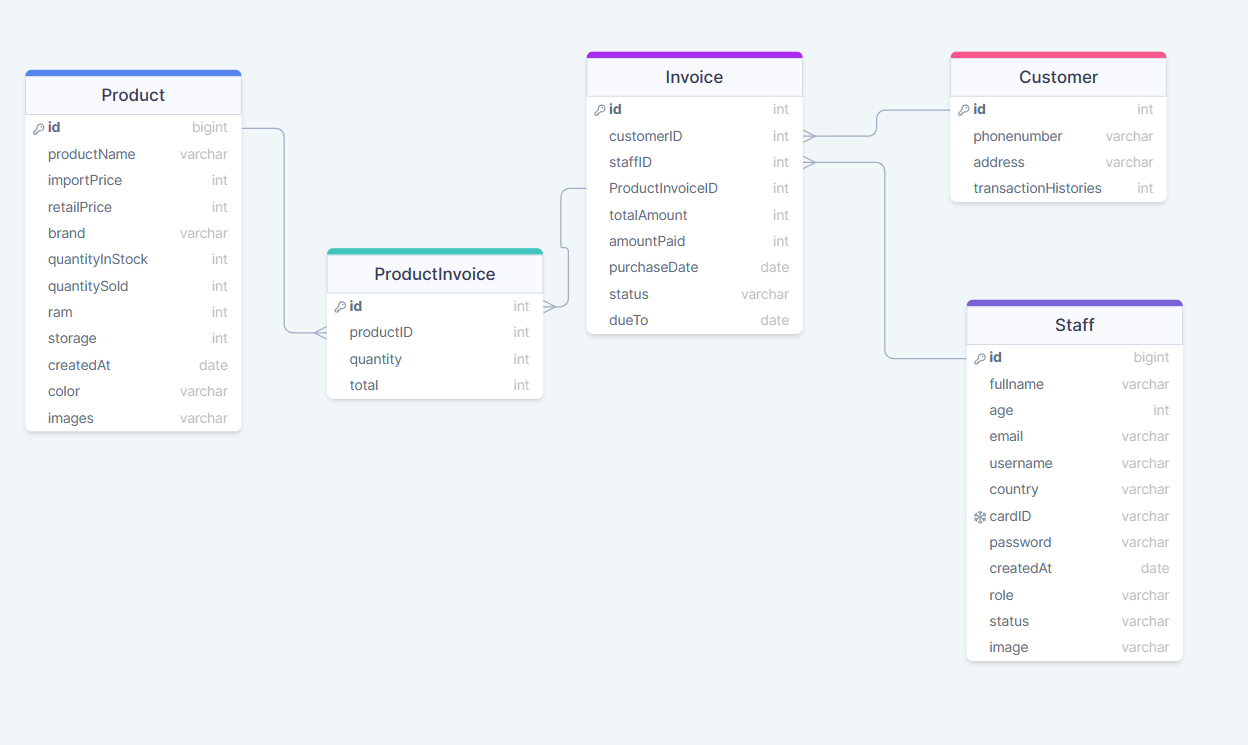 Product
id bigint
productName varchar
importPrice int
retailPrice int
brand varchar
quantityInStock int
quantitySold int
ram int
storage int
createdAt date
color varchar
images varchar
ProductInvoice
id int
productID int
quantity int
total int
Invoice
id int
customerID int
staffID int
ProductInvoiceID int
totalAmount int
amountPaid int
purchaseDate date
status varchar
dueTo date
Customer
id int
phonenumber varchar
address varchar
transactionHistories int
Staff
id bigint
fullname varchar
age int
email varchar
username varchar
country varchar
cardID varchar
password varchar
createdAt date
role varchar
status varchar
image varchar